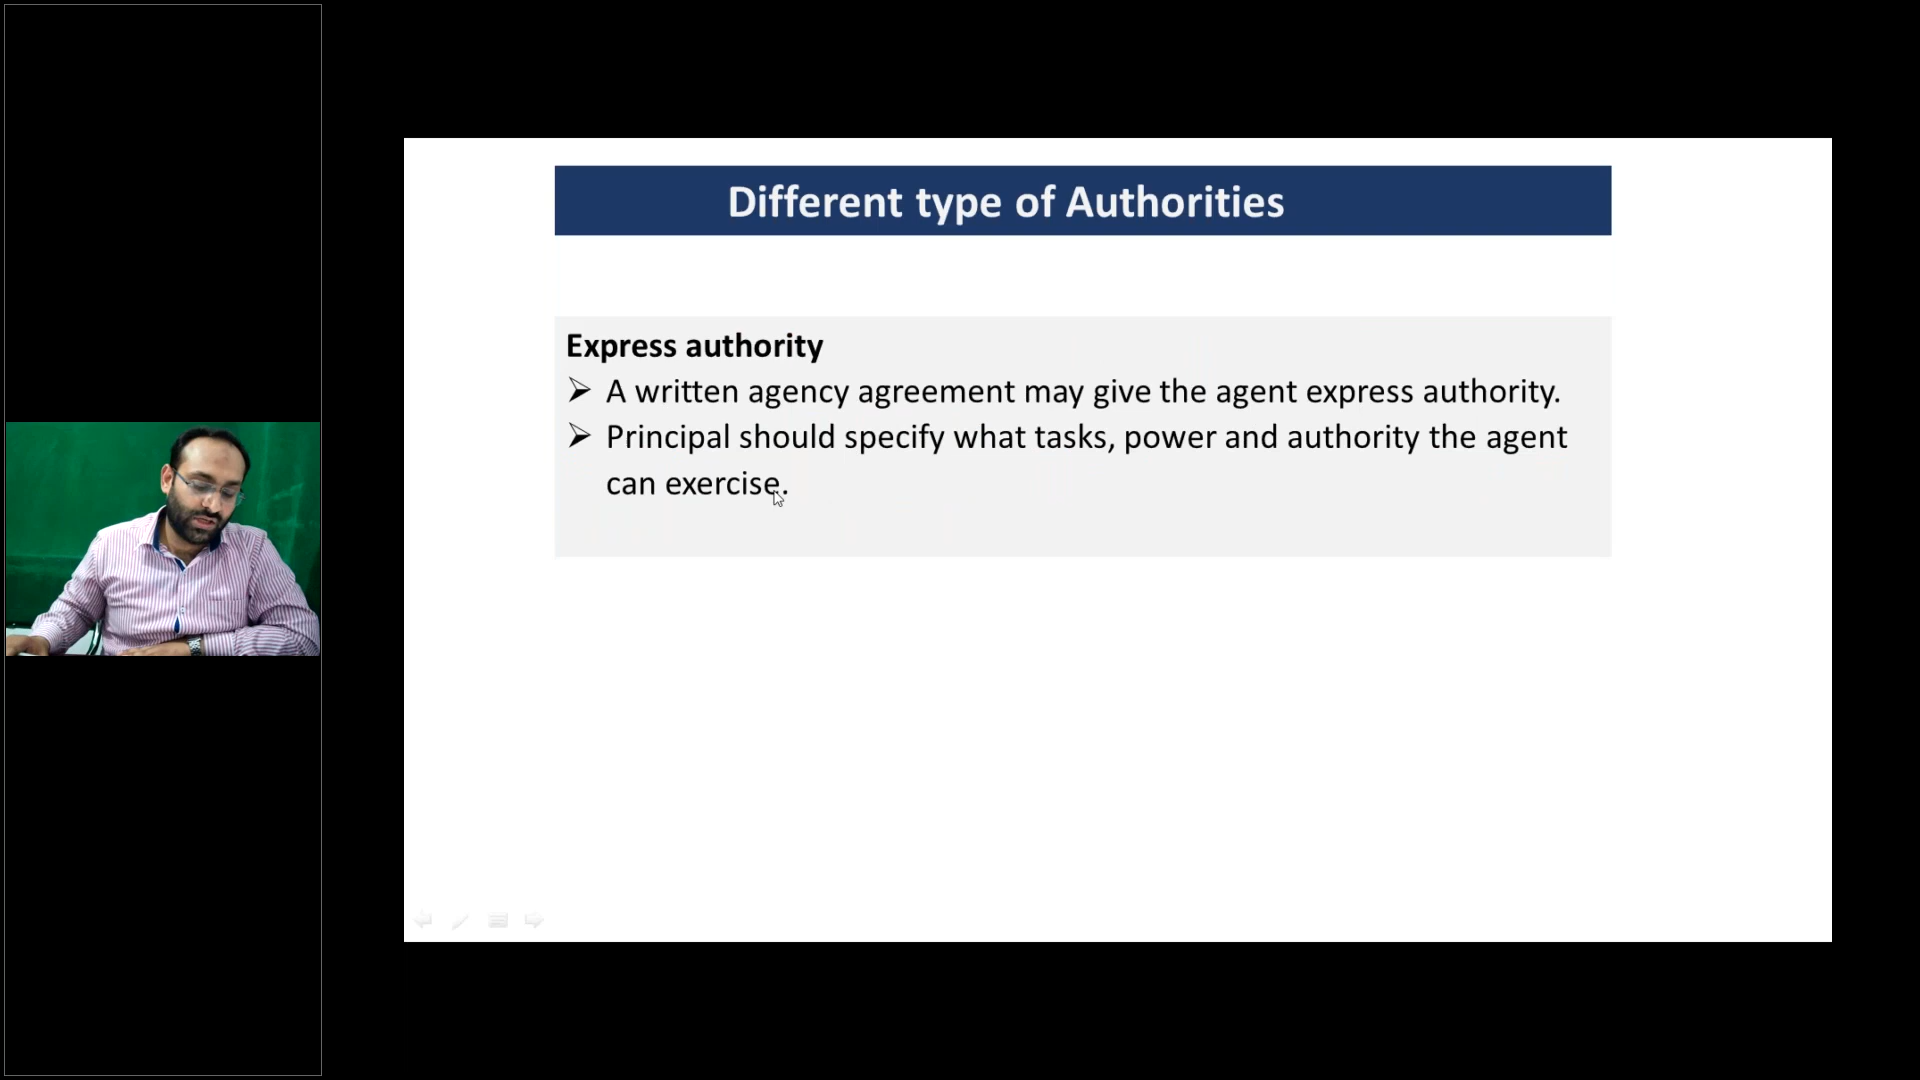 Different type of Authorities
Express authority
➢ A written agency agreement may give the agent express authority.
➢ Principal should specify what tasks, power and authority the agent
can exercise.